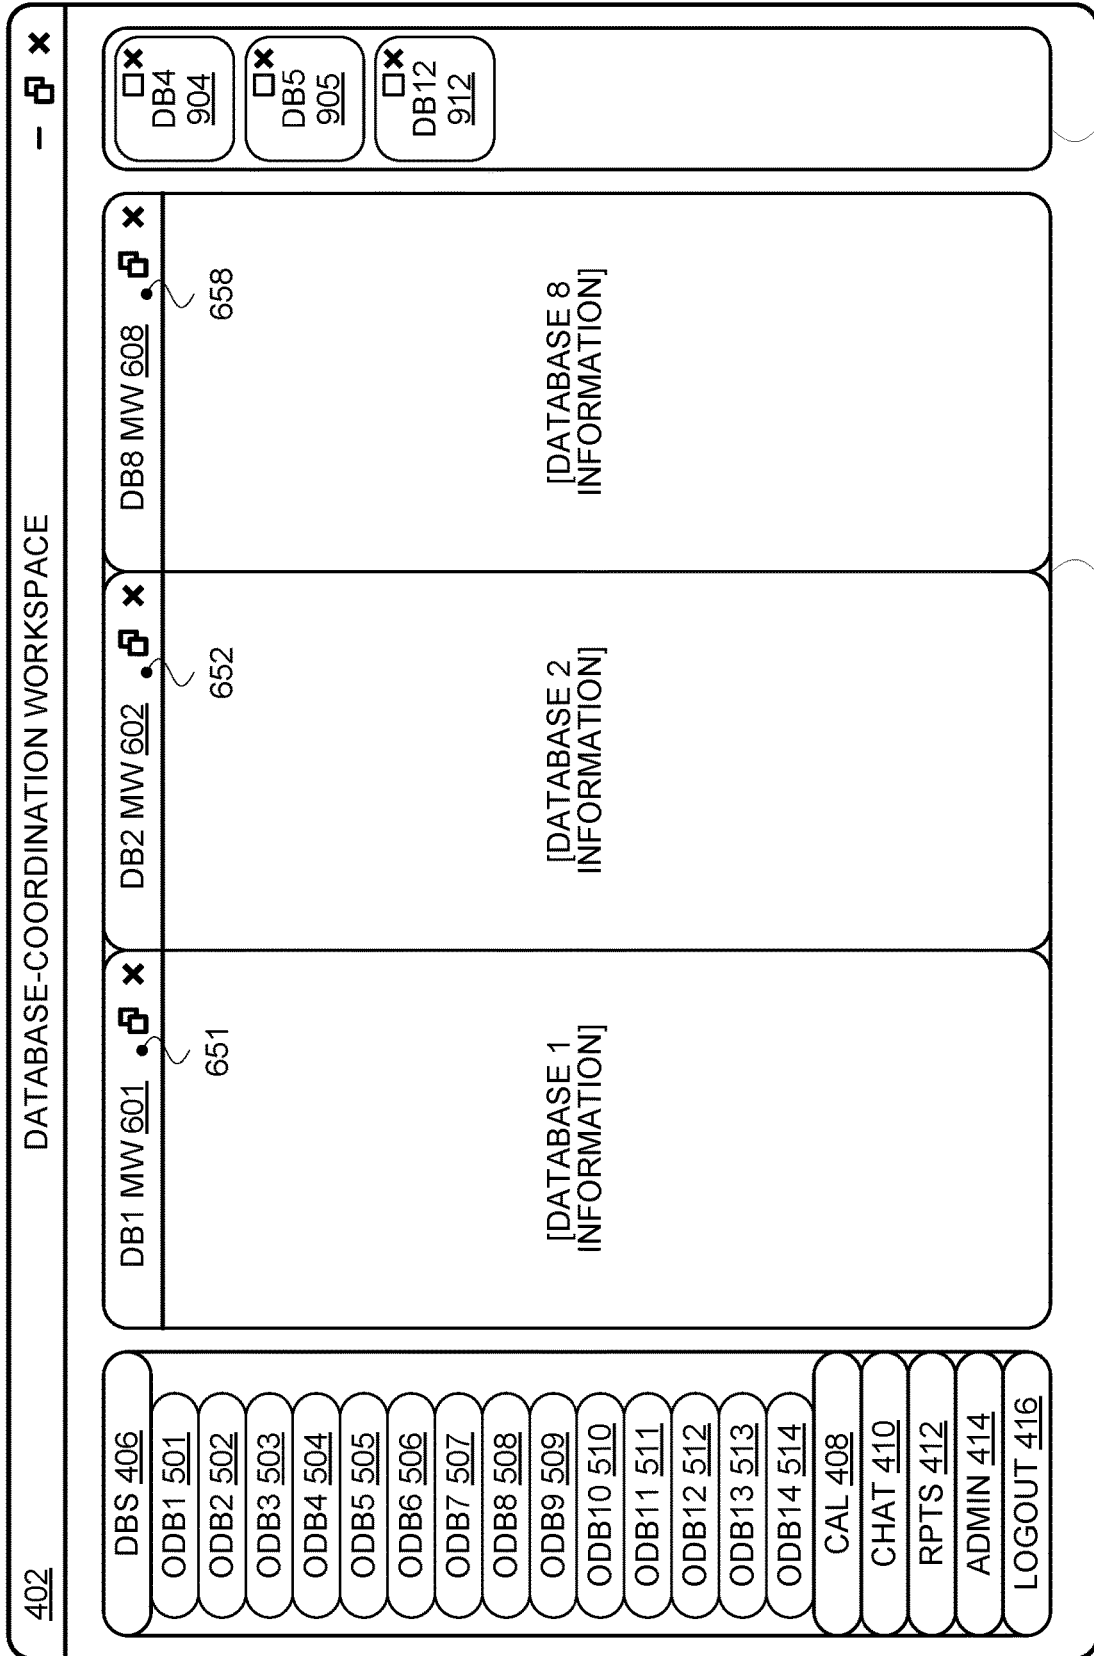 402
DATABASE-COORDINATION WORKSPACE
DBS 406
ODB1 501
ODB2 502
ODB3 503
ODB4 504
ODB5 505
ODB6 506
ODB7 507
ODB8 508
ODB9 509
ODB10 510
ODB11 511
ODB12 512
ODB13 513
ODB14 514
CAL 408
CHAT 410
RPTS 412
ADMIN 414
LOGOUT 416
DB1 MW 601
651
[DATABASE 1
INFORMATION]
DB2 MW 602
652
[DATABASE 2
INFORMATION]
DB8 MW 608
658
[DATABASE 8
INFORMATION]
DB4
904
DB5
905
DB12
912